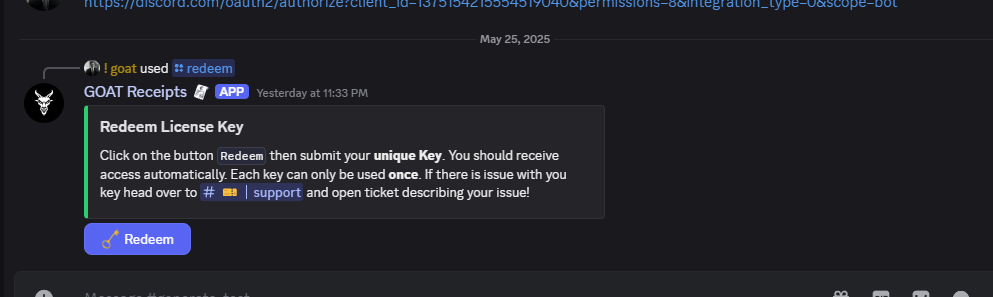 https://discord.com/oauth2/authorize?client_id=1375154215554519040&permissions=8&integration_type=0&scope=bot
May 25, 2025
! goat used redeem
GOAT Receipts APP Yesterday at 11:33 PM
Redeem License Key
Click on the button Redeem then submit your unique Key. You should receive
access automatically. Each key can only be used once. If there is issue with you
key head over to # 🎫 | support and open ticket describing your issue!
Redeem